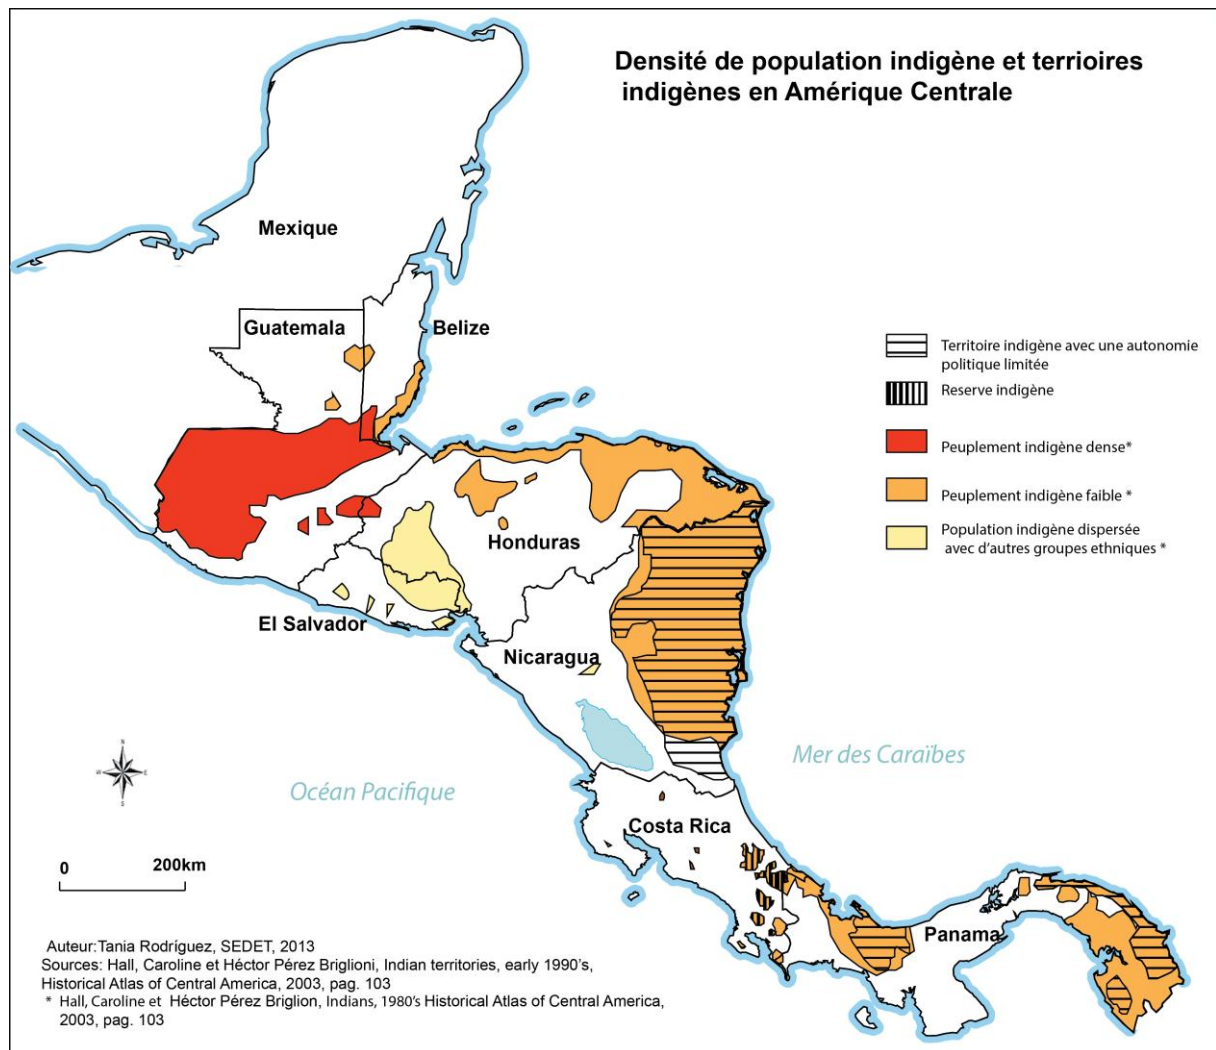 Densité de population indigène et terrioires
indigènes en Amérique Centrale
Mexique
Guatemala
Belize
Territoire indigène avec une autonomie
politique limitée
Reserve indigène
Peuplement indigène dense*
Peuplement indigène faible *
Population indigène dispersée
avec d'autres groupes ethniques *
Honduras
El Salvador
Nicaragua
Mer des Caraïbes
Océan Pacifique
N
W
E
S
Costa Rica
Panama
0
200km
Auteur:Tania Rodríguez, SEDET, 2013
Sources: Hall, Caroline et Héctor Pérez Briglioni, Indian territories, early 1990's,
Historical Atlas of Central America, 2003, pag. 103
* Hall, Caroline et Héctor Pérez Briglion, Indians, 1980's Historical Atlas of Central America,
2003, pag. 103